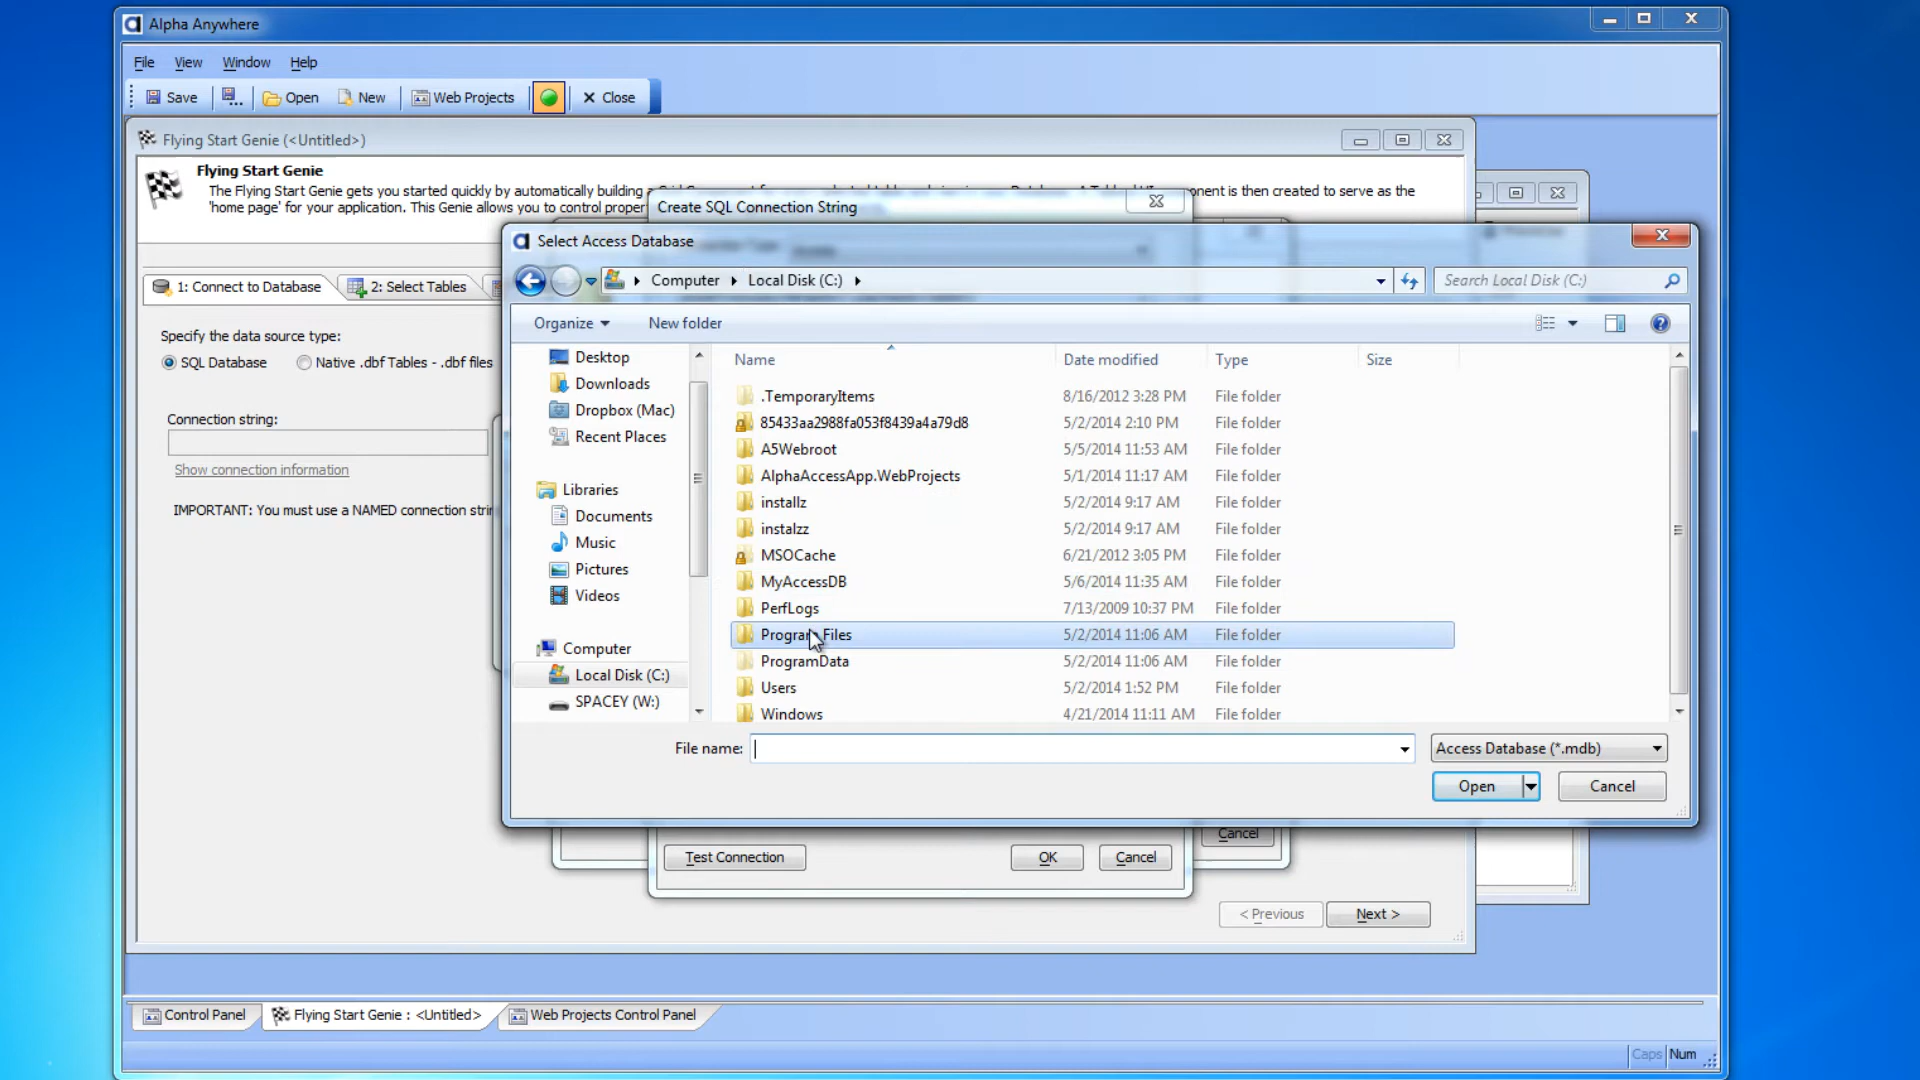 Alpha Anywhere
File View Window Help
Save Open New Web Projects Close
Flying Start Genie (<Untitled>)
Flying Start Genie
The Flying Start Genie gets you started quickly by automatically building a
'home page' for your application. This Genie allows you to control proper
ponent is then created to serve as the
Create SQL Connection String
Select Access Database
Computer Local Disk (C:)
Search Local Disk (C:)
Organize New folder
1: Connect to Database 2: Select Tables
Specify the data source type:
SQL Database Native .dbf Tables - .dbf files
Connection string:
Show connection information
IMPORTANT: You must use a NAMED connection strin
Desktop
Downloads
Dropbox (Mac)
Recent Places
Libraries
Documents
Music
Pictures
Videos
Computer
Local Disk (C:)
SPACEY (W:)
Name Date modified Type Size
.TemporaryItems 8/16/2012 3:28 PM File folder
85433aa2988fa053f8439a4a79d8 5/2/2014 2:10 PM File folder
A5Webroot 5/5/2014 11:53 AM File folder
AlphaAccessApp.WebProjects 5/1/2014 11:17 AM File folder
installz 5/2/2014 9:17 AM File folder
instalzz 5/2/2014 9:17 AM File folder
MSOCache 6/21/2012 3:05 PM File folder
MyAccessDB 5/6/2014 11:35 AM File folder
PerfLogs 7/13/2009 10:37 PM File folder
Program Files 5/2/2014 11:06 AM File folder
ProgramData 5/2/2014 11:06 AM File folder
Users 5/2/2014 1:52 PM File folder
Windows 4/21/2014 11:11 AM File folder
File name: Access Database (*.mdb)
Open Cancel
Cancel
Test Connection OK Cancel
< Previous Next >
Control Panel Flying Start Genie : <Untitled> Web Projects Control Panel
Caps Num